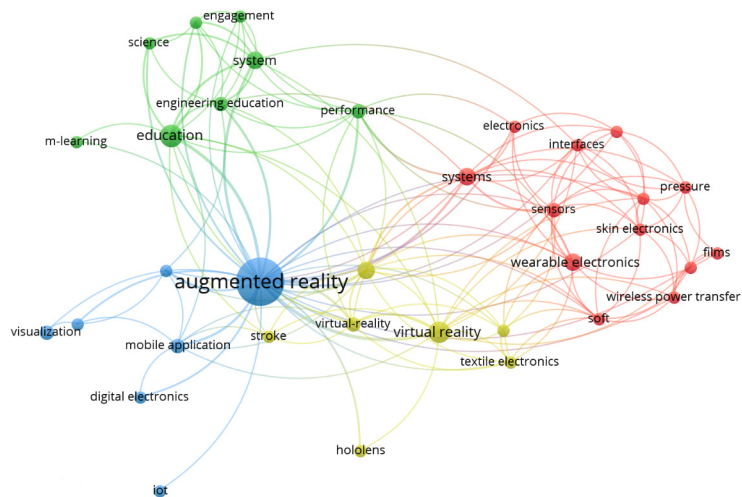 engagement
science
system
engineering education
performance
education
m-learning
electronics
interfaces
systems
pressure
sensors
skin electronics
films
wearable electronics
wireless power transfer
augmented reality
soft
virtual-reality
virtual reality
visualization
mobile application
stroke
textile electronics
digital electronics
hololens
iot